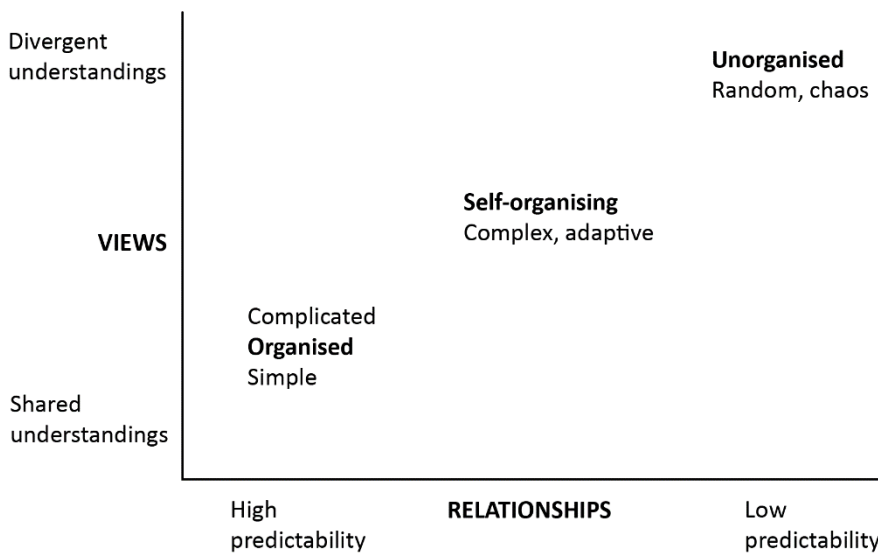 Divergent
understandings
Unorganised
Random, chaos
Self-organising
Complex, adaptive
VIEWS
Complicated
Organised
Simple
Shared
understandings
High
predictability
RELATIONSHIPS
Low
predictability